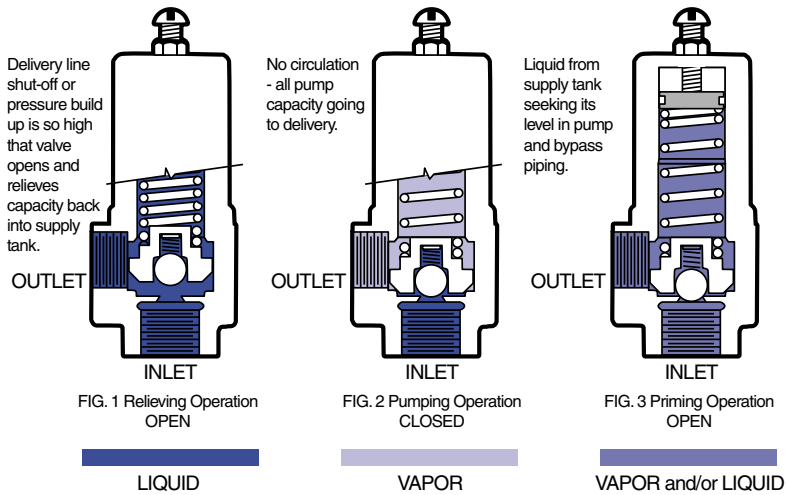 Delivery line
shut-off or
pressure build
up is so high
that valve
opens and
relieves
capacity back
into supply
tank.
OUTLET
INLET
FIG. 1 Relieving Operation
OPEN
LIQUID
No circulation
- all pump
capacity going
to delivery.
OUTLET
INLET
FIG. 2 Pumping Operation
CLOSED
VAPOR
Liquid from
supply tank
seeking its
level in pump
and bypass
piping.
OUTLET
INLET
FIG. 3 Priming Operation
OPEN
VAPOR and/or LIQUID